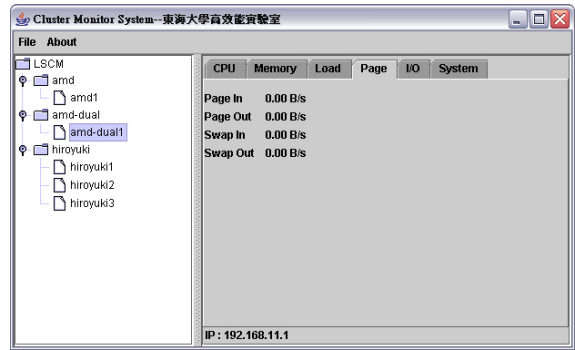 Cluster Monitor System--東海大學高效能實驗室
File About
LSCM
amd
amd1
amd-dual
amd-dual1
hiroyuki
hiroyuki1
hiroyuki2
hiroyuki3
CPU Memory Load Page I/O System
Page In 0.00 B/s
Page Out 0.00 B/s
Swap In 0.00 B/s
Swap Out 0.00 B/s
IP : 192.168.11.1